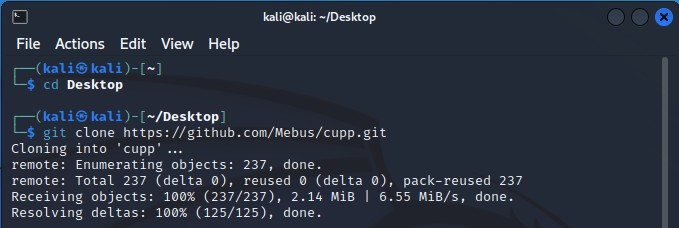 kali@kali: ~/Desktop
File Actions Edit View Help
┌──(kali㉿kali)-[~]
└─$ cd Desktop
┌──(kali㉿kali)-[~/Desktop]
└─$ git clone https://github.com/Mebus/cupp.git
Cloning into 'cupp'...
remote: Enumerating objects: 237, done.
remote: Total 237 (delta 0), reused 0 (delta 0), pack-reused 237
Receiving objects: 100% (237/237), 2.14 MiB | 6.55 MiB/s, done.
Resolving deltas: 100% (125/125), done.